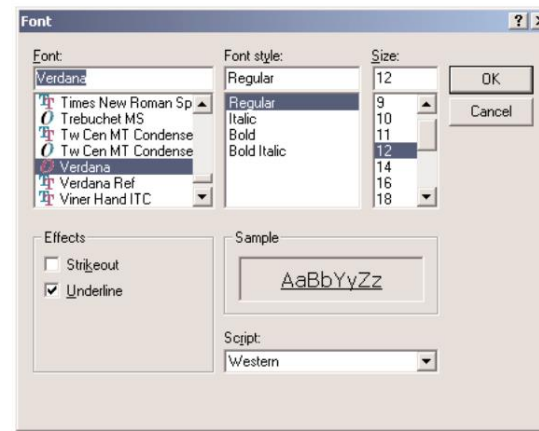 Font
Font:
Verdana
Times New Roman Sp
Trebuchet MS
Tw Cen MT Condense
Tw Cen MT Condense
Verdana
Verdana Ref
Viner Hand ITC
Font style:
Regular
Regular
Italic
Bold
Bold Italic
Size:
12
9
10
11
12
14
16
18
OK
Cancel
Effects
Strikeout
Underline
Sample
AaBbYyZz
Script:
Western